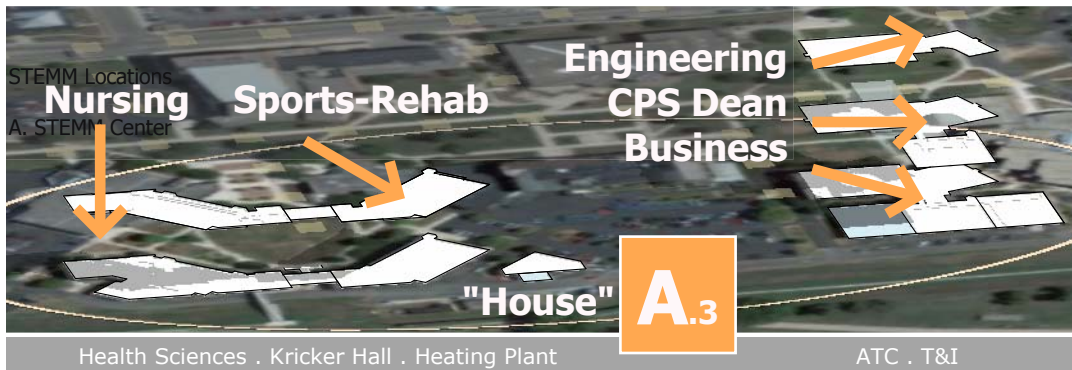 STEMM Locations
Nursing
A. STEMM Center
Sports-Rehab
Engineering
CPS Dean
Business
"House"
A.3
Health Sciences . Kricker Hall . Heating Plant
ATC . T&I